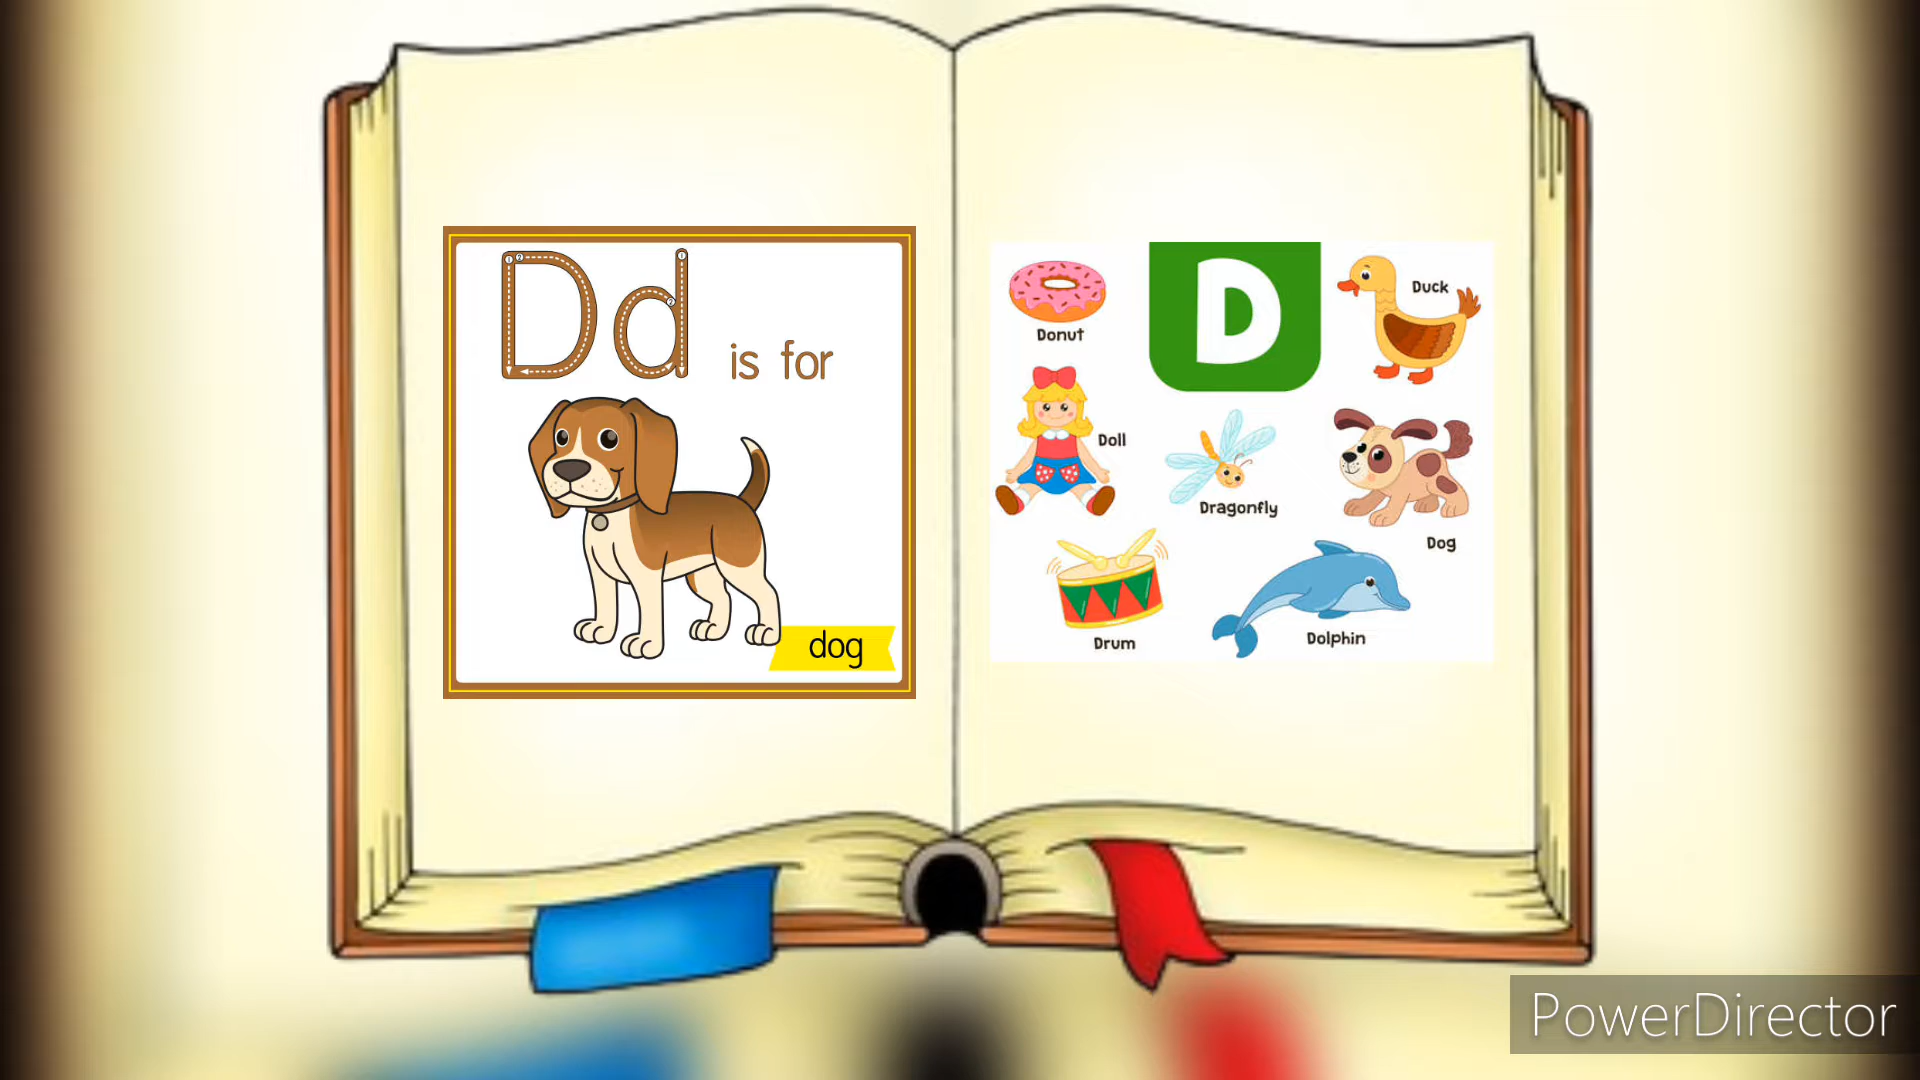 Dd is for
dog
D
Donut
Duck
Doll
Dragonfly
Dog
Drum
Dolphin
PowerDirector